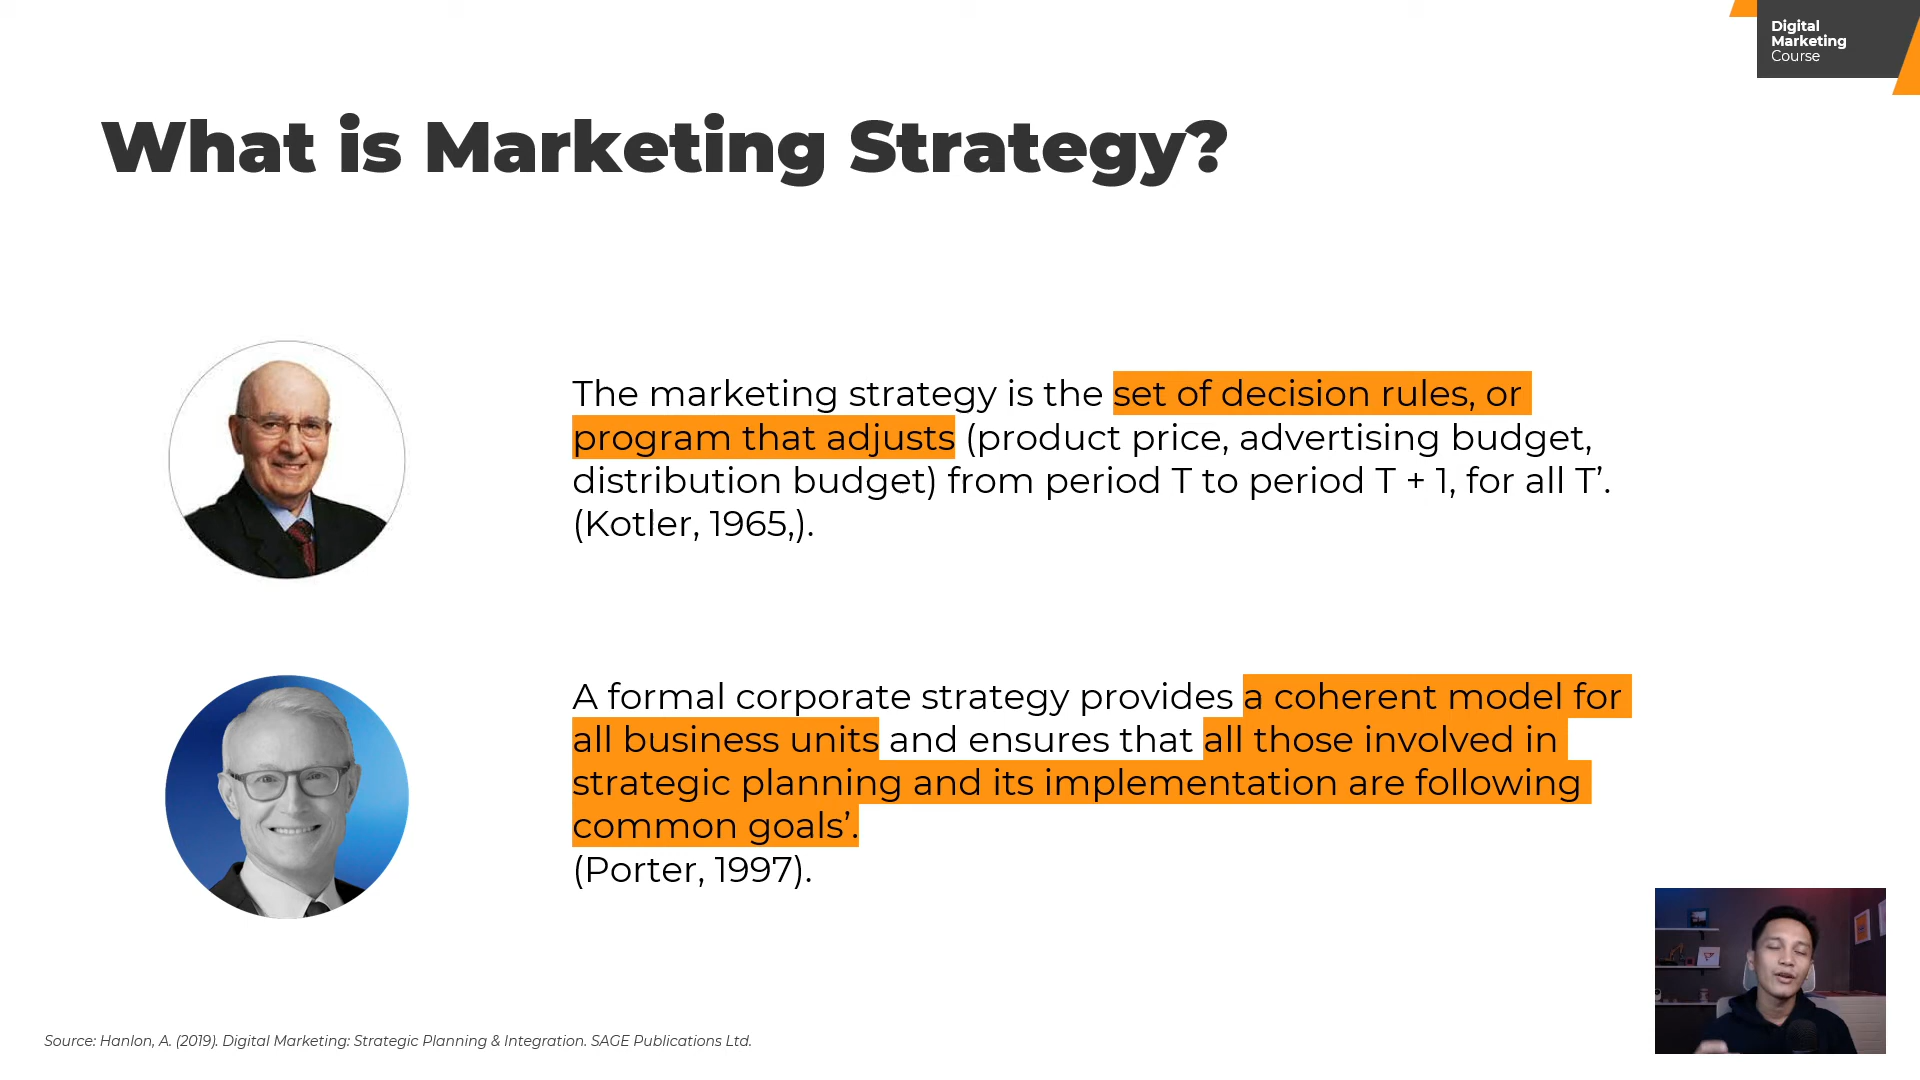 Digital
Marketing
Course
What is Marketing Strategy?
The marketing strategy is the set of decision rules, or
program that adjusts (product price, advertising budget,
distribution budget) from period T to period T + 1, for all T’.
(Kotler, 1965,).
A formal corporate strategy provides a coherent model for
all business units and ensures that all those involved in
strategic planning and its implementation are following
common goals’.
(Porter, 1997).
Source: Hanlon, A. (2019). Digital Marketing: Strategic Planning & Integration. SAGE Publications Ltd.